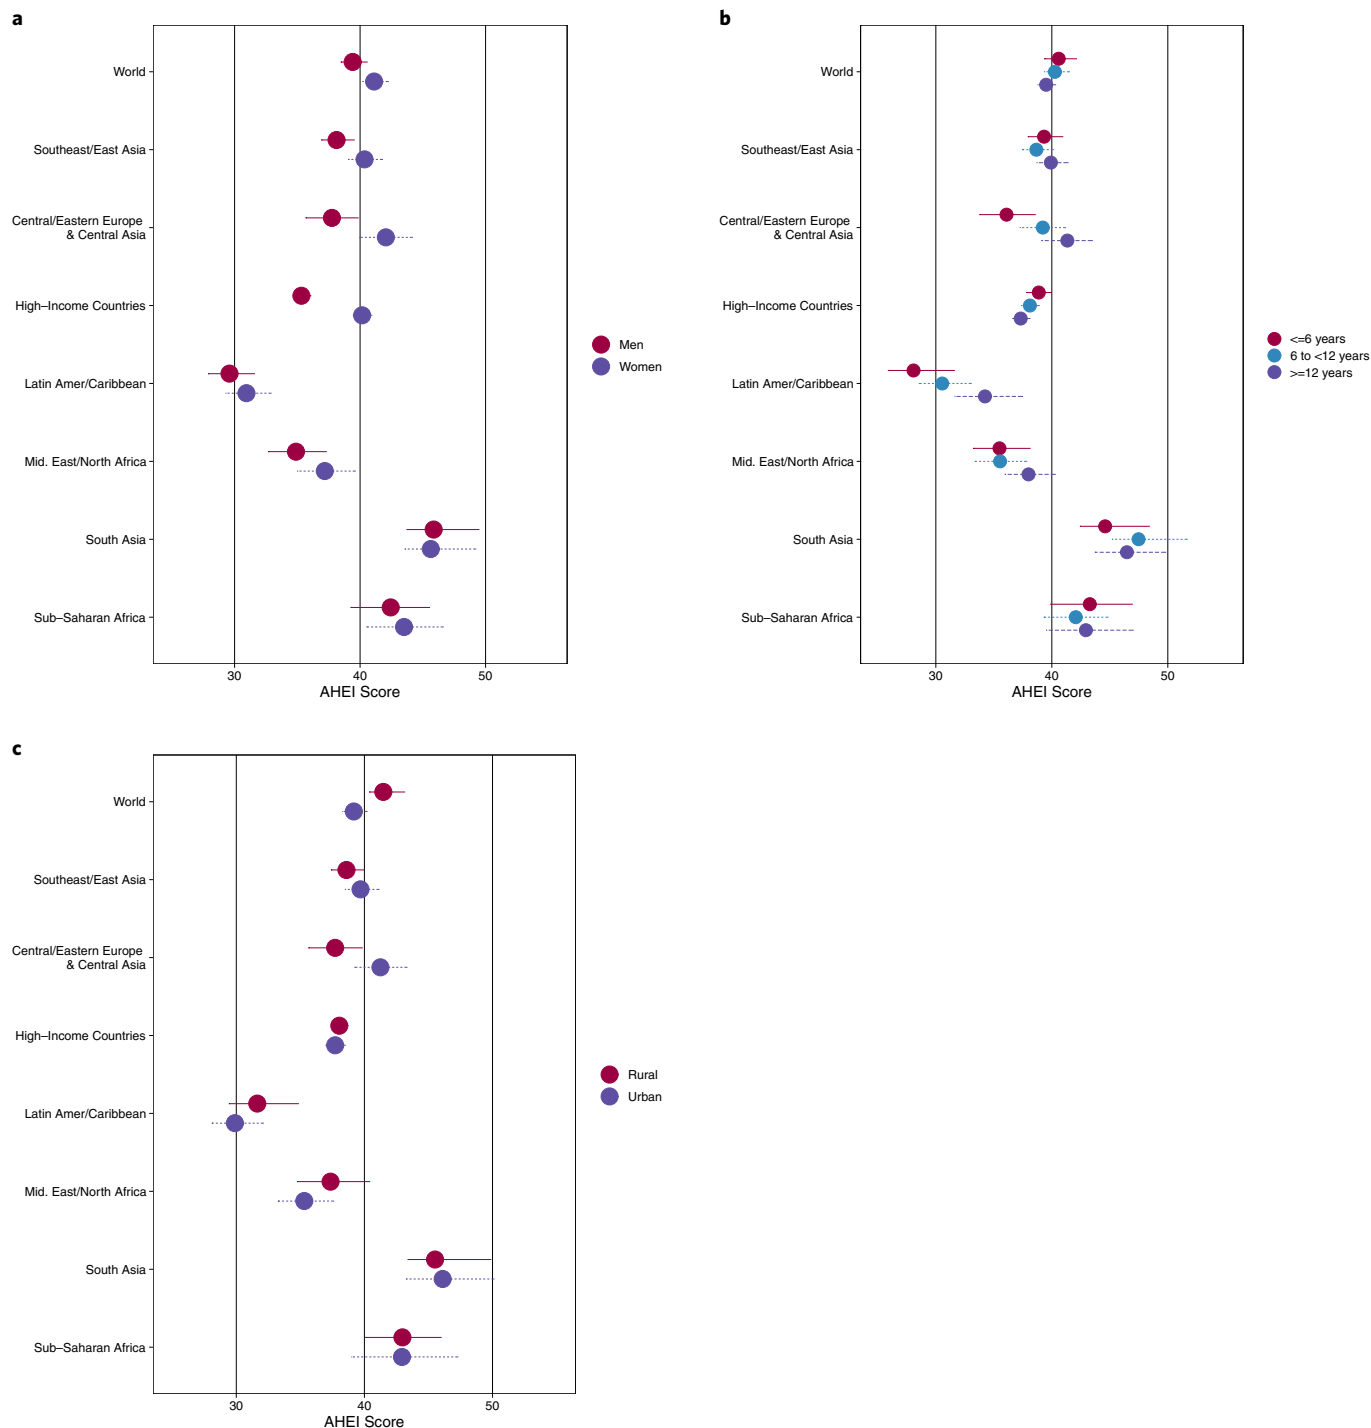 a
World
Southeast/East Asia
Central/Eastern Europe
& Central Asia
High–Income Countries
Latin Amer/Caribbean
Mid. East/North Africa
South Asia
Sub–Saharan Africa
30
40
50
AHEI Score
Men
Women
b
World
Southeast/East Asia
Central/Eastern Europe
& Central Asia
High–Income Countries
Latin Amer/Caribbean
Mid. East/North Africa
South Asia
Sub–Saharan Africa
30
40
50
AHEI Score
<=6 years
6 to <12 years
>=12 years
c
World
Southeast/East Asia
Central/Eastern Europe
& Central Asia
High–Income Countries
Latin Amer/Caribbean
Mid. East/North Africa
South Asia
Sub–Saharan Africa
30
40
50
AHEI Score
Rural
Urban